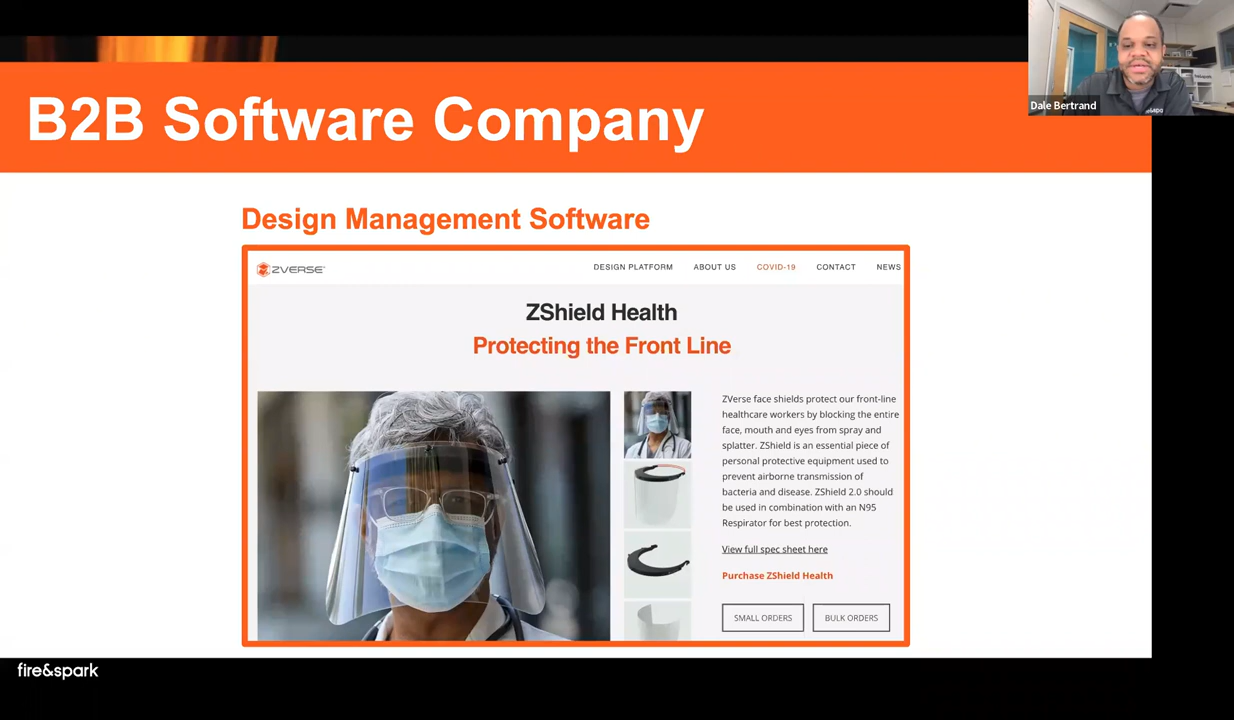 Dale Bertrand
B2B Software Company
Design Management Software
ZVERSE
DESIGN PLATFORM ABOUT US COVID-19 CONTACT NEWS
ZShield Health
Protecting the Front Line
ZVerse face shields protect our front-line
healthcare workers by blocking the entire
face, mouth and eyes from spray and
splatter. ZShield is an essential piece of
personal protective equipment used to
prevent airborne transmission of
bacteria and disease. ZShield 2.0 should
be used in combination with an N95
Respirator for best protection.
View full spec sheet here
Purchase ZShield Health
SMALL ORDERS BULK ORDERS
fire&spark